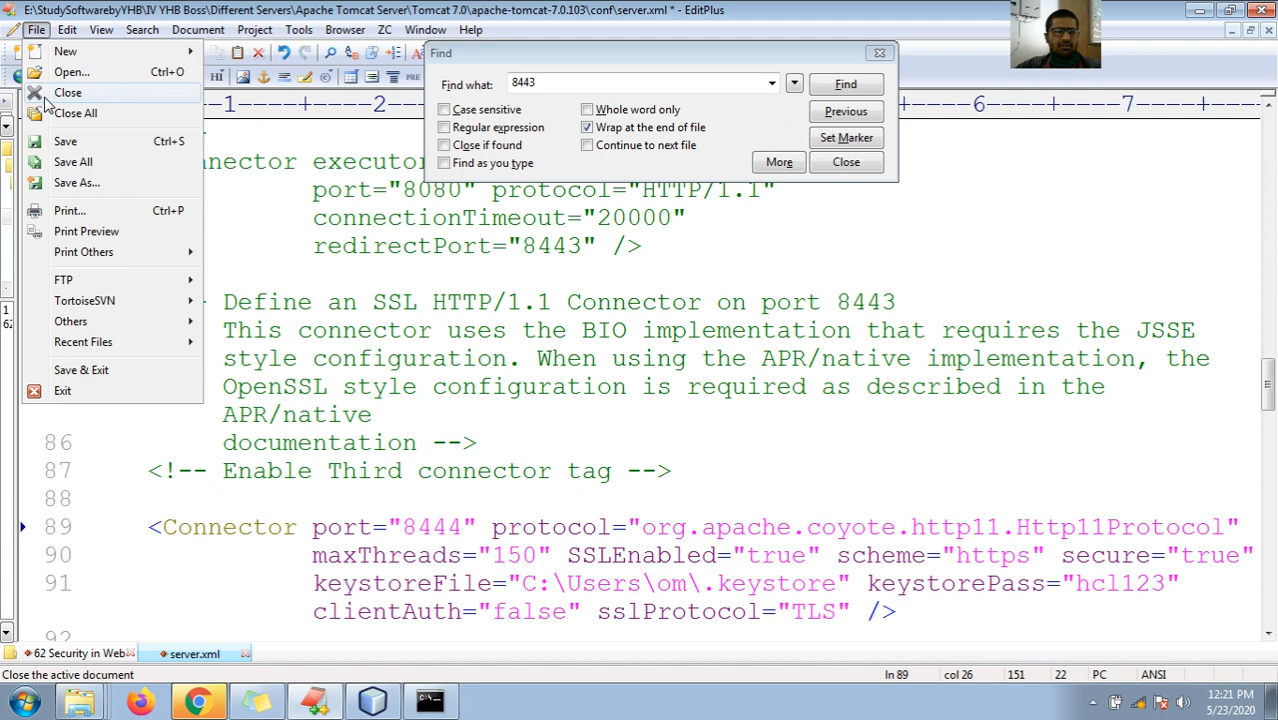 E:\StudySoftwarebyYHB\IV YHB Boss\Different Servers\Apache Tomcat Server\Tomcat 7.0\apache-tomcat-7.0.103\conf\server.xml * - EditPlus
File Edit View Search Document Project Tools Browser ZC Window Help
New
Open... Ctrl+O
Close
Close All
Save Ctrl+S
Save All
Save As...
Print... Ctrl+P
Print Preview
Print Others
FTP
TortoiseSVN
Others
Recent Files
Save & Exit
Exit
Find
Find what: 8443 Find
Case sensitive Whole word only Previous
Regular expression Wrap at the end of file Set Marker
Close if found Continue to next file
Find as you type More Close
1 2 6 7
nnector executor
port="8080" protocol="HTTP/1.1"
connectionTimeout="20000"
redirectPort="8443" />
Define an SSL HTTP/1.1 Connector on port 8443
This connector uses the BIO implementation that requires the JSSE
style configuration. When using the APR/native implementation, the
OpenSSL style configuration is required as described in the
APR/native
86 documentation -->
87 <!-- Enable Third connector tag -->
88
89 <Connector port="8444" protocol="org.apache.coyote.http11.Http11Protocol"
90 maxThreads="150" SSLEnabled="true" scheme="https" secure="true"
91 keystoreFile="C:\Users\om\.keystore" keystorePass="hcl123"
clientAuth="false" sslProtocol="TLS" />
92
62 Security in Web server.xml
Close the active document ln 89 col 26 151 22 PC ANSI
12:21 PM
5/23/2020